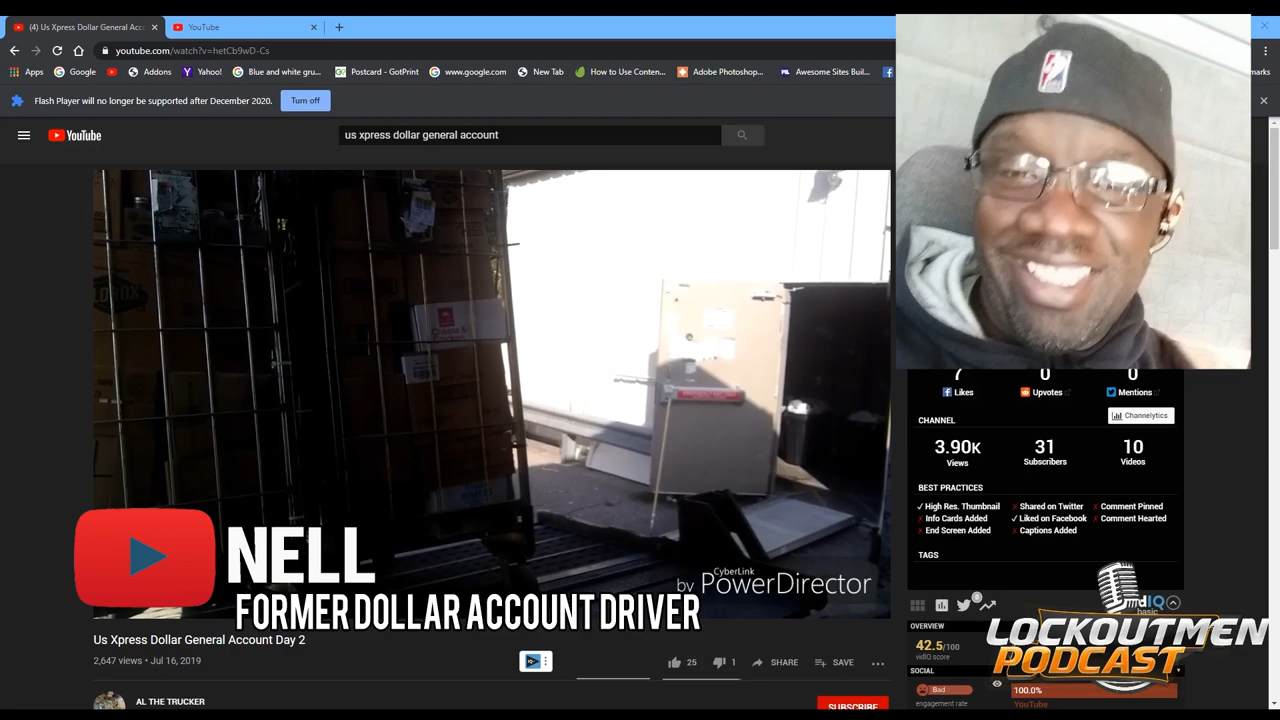 (4) Us Xpress Dollar General Acc
YouTube
youtube.com/watch?v=hetCb9wD-Cs
Apps
Google
Addons
Yahoo!
Blue and white gru...
Postcard - GotPrint
www.google.com
New Tab
How to Use Conten...
Adobe Photoshop...
Awesome Sites Buil...
marks
Flash Player will no longer be supported after December 2020.
Turn off
YouTube
us xpress dollar general account
7
0
0
Likes
Upvotes
Mentions
CHANNEL
Channelytics
3.90K
31
10
Views
Subscribers
Videos
BEST PRACTICES
✓ High Res. Thumbnail
x Shared on Twitter
x Comment Pinned
x Info Cards Added
✓ Liked on Facebook
x Comment Hearted
x End Screen Added
x Captions Added
TAGS
NELL
FORMER DOLLAR ACCOUNT DRIVER
CyberLink
by PowerDirector
Us Xpress Dollar General Account Day 2
2,647 views • Jul 16, 2019
25
1
SHARE
SAVE
AL THE TRUCKER
SUBSCRIBE
dIQ
basic
LOCKOUTMEN
PODCAST
OVERVIEW
42.5/100
vidIQ score
SOCIAL
Bad
100.0%
engagement rate
YouTube